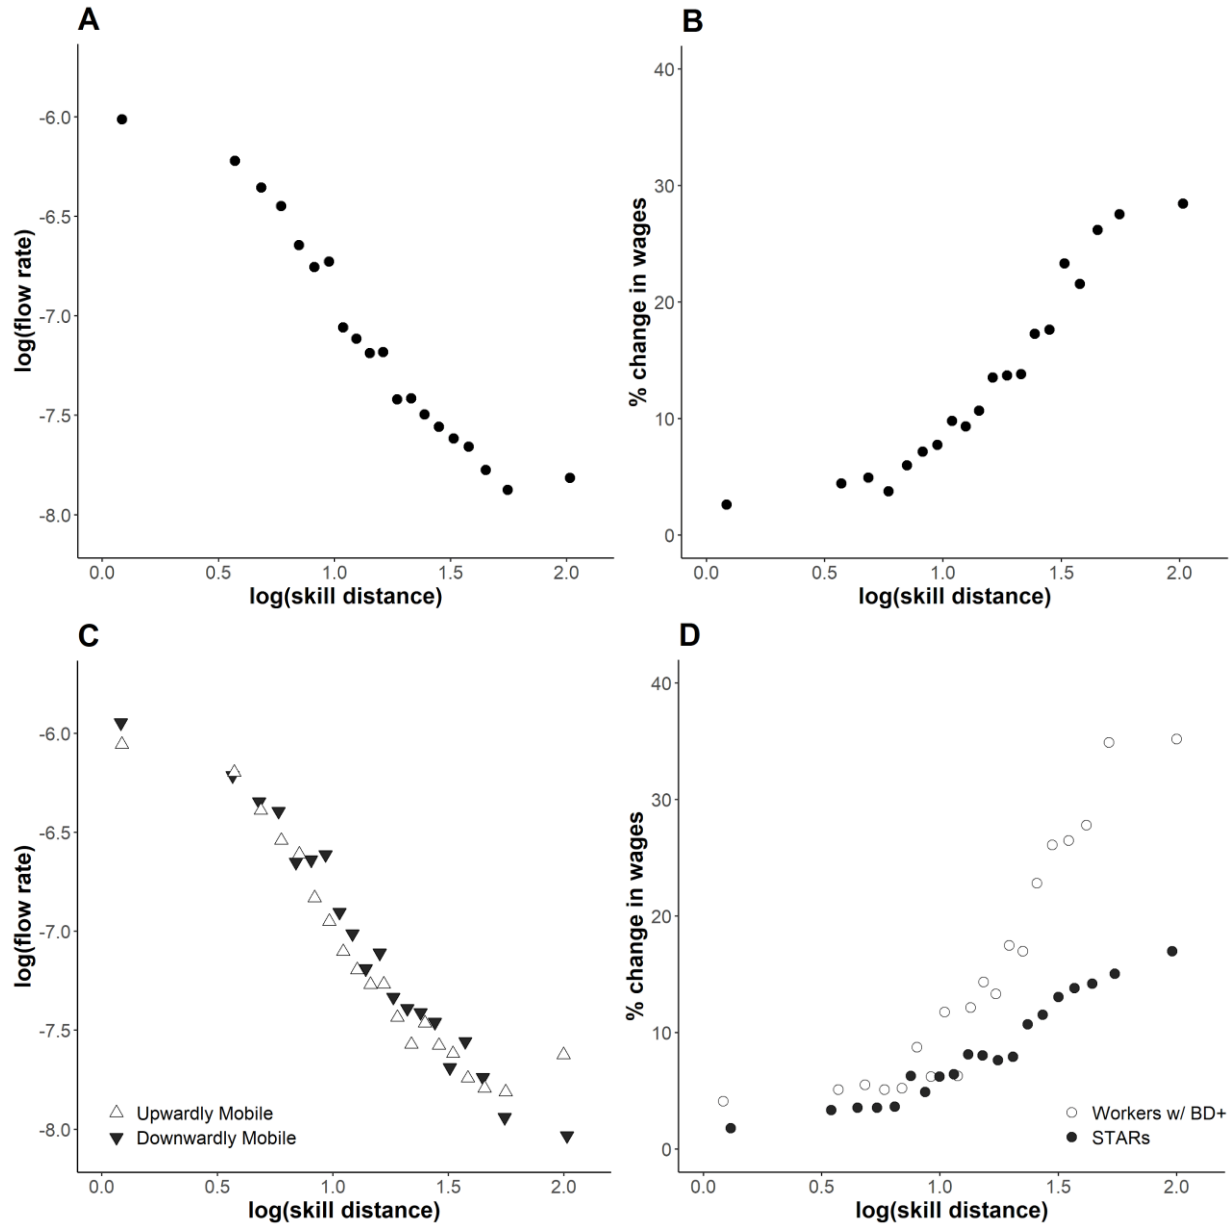 A
log(flow rate)
-6.0
-6.5
-7.0
-7.5
-8.0
0.0 0.5 1.0 1.5 2.0
log(skill distance)
B
% change in wages
40
30
20
10
0
0.0 0.5 1.0 1.5 2.0
log(skill distance)
C
log(flow rate)
-6.0
-6.5
-7.0
-7.5
-8.0
Upwardly Mobile
Downwardly Mobile
0.0 0.5 1.0 1.5 2.0
log(skill distance)
D
% change in wages
40
30
20
10
0
Workers w/ BD+
STARs
0.0 0.5 1.0 1.5 2.0
log(skill distance)